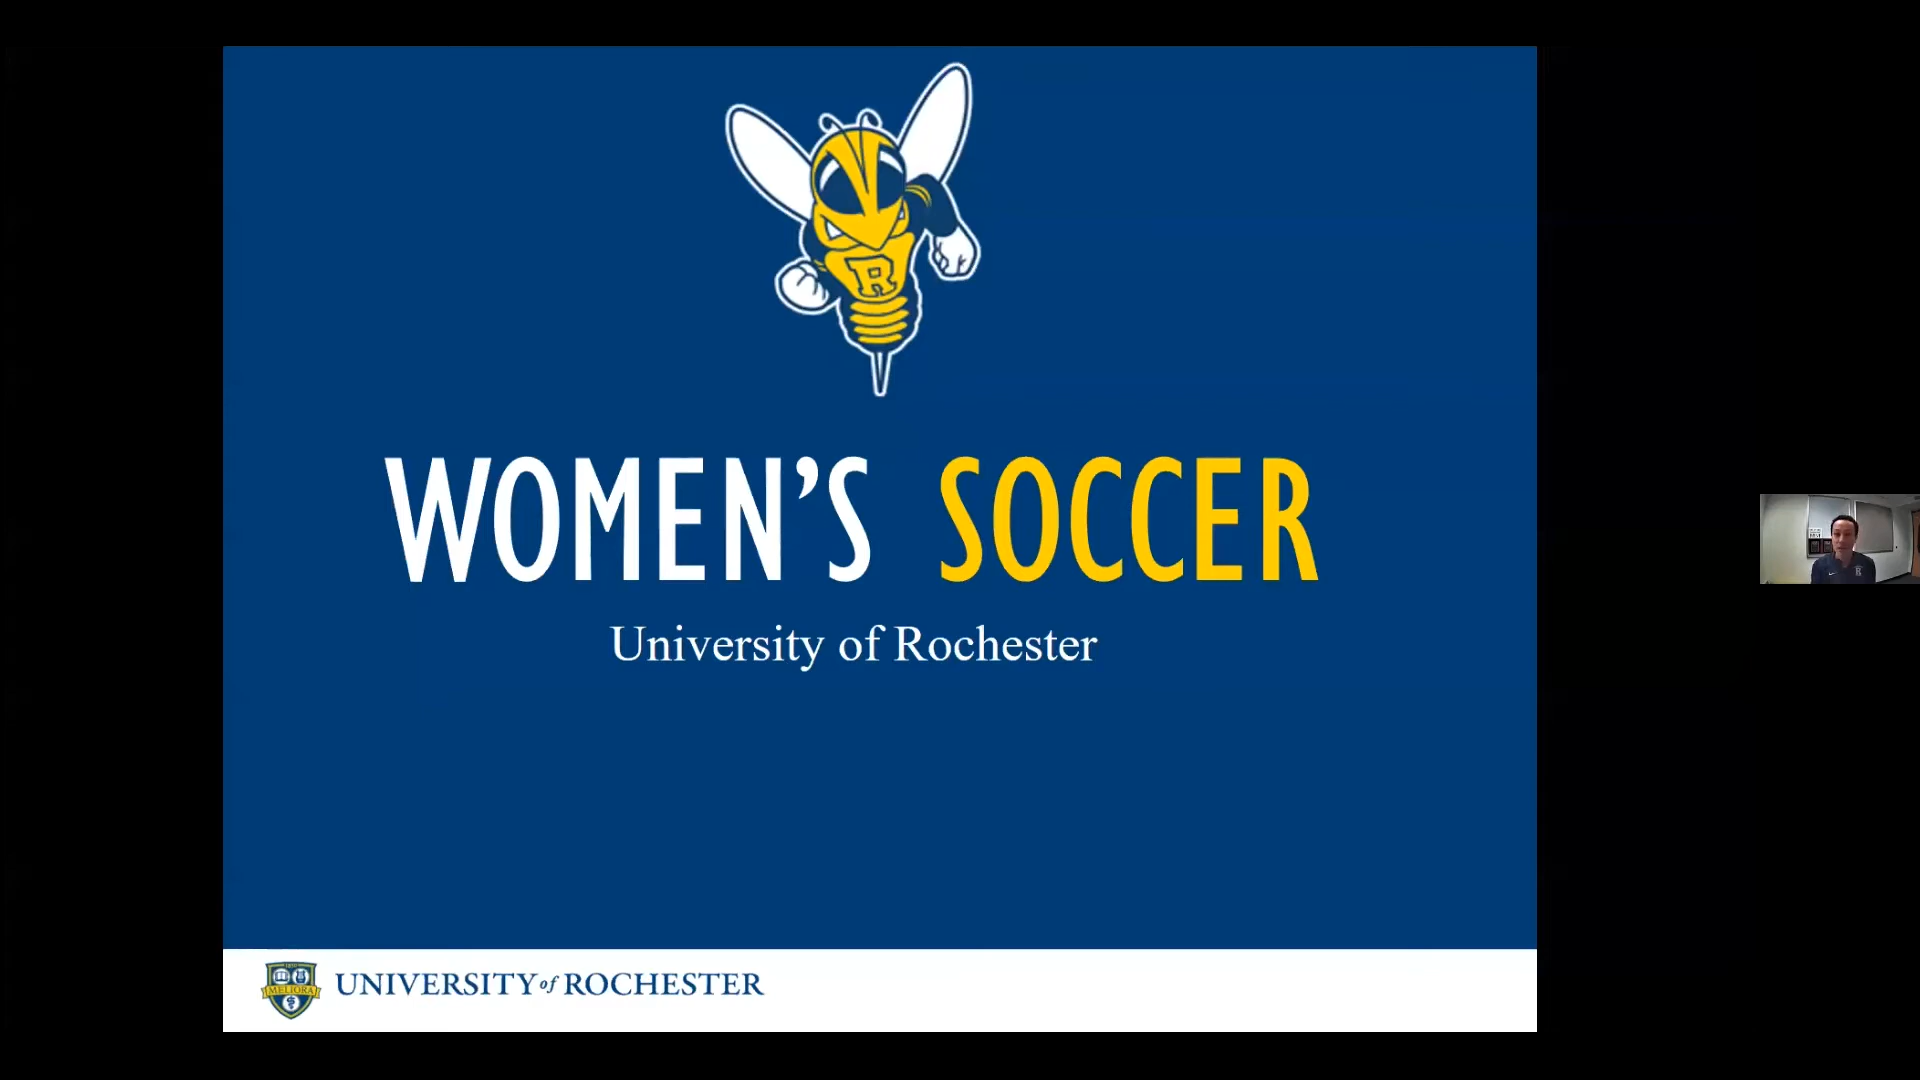 R
WOMEN'S SOCCER
University of Rochester
MELIORA
UNIVERSITY of ROCHESTER
R